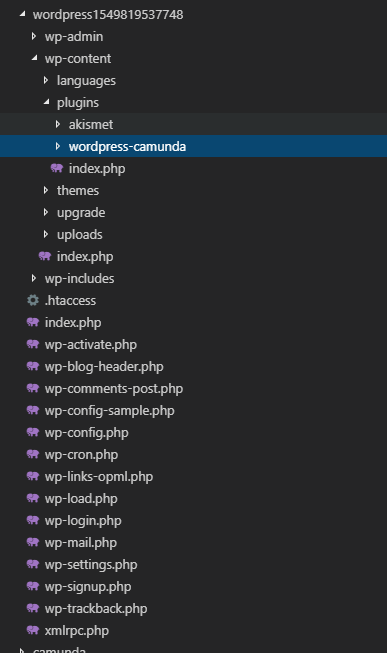 wordpress1549819537748
wp-admin
wp-content
languages
plugins
akismet
wordpress-camunda
index.php
themes
upgrade
uploads
index.php
wp-includes
.htaccess
index.php
wp-activate.php
wp-blog-header.php
wp-comments-post.php
wp-config-sample.php
wp-config.php
wp-cron.php
wp-links-opml.php
wp-load.php
wp-login.php
wp-mail.php
wp-settings.php
wp-signup.php
wp-trackback.php
xmlrpc.php
camunda